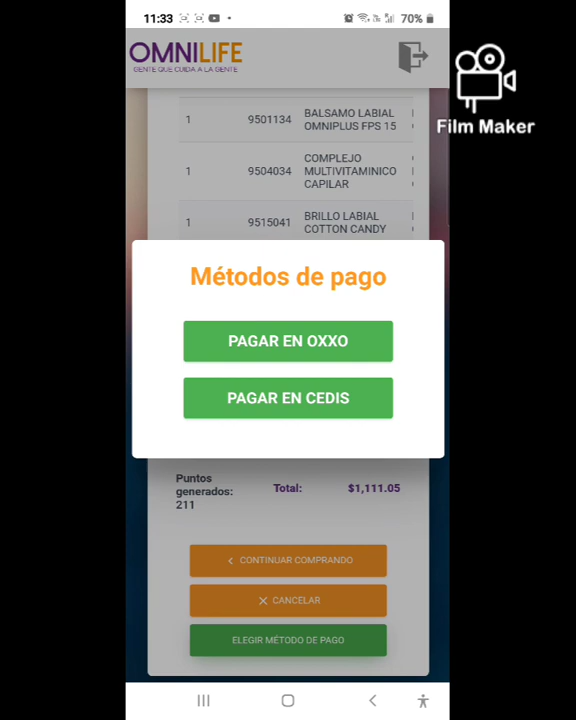 11:33
70%
OMNILIFE
GENTE QUE CUIDA A LA GENTE
Film Maker
1 9501134 BALSAMO LABIAL
OMNIPLUS FPS 15
1 9504034 COMPLEJO
MULTIVITAMINICO
CAPILAR
1 9515041 BRILLO LABIAL
COTTON CANDY
Métodos de pago
PAGAR EN OXXO
PAGAR EN CEDIS
Puntos
generados:
211
Total: $1,111.05
CONTINUAR COMPRANDO
CANCELAR
ELEGIR MÉTODO DE PAGO